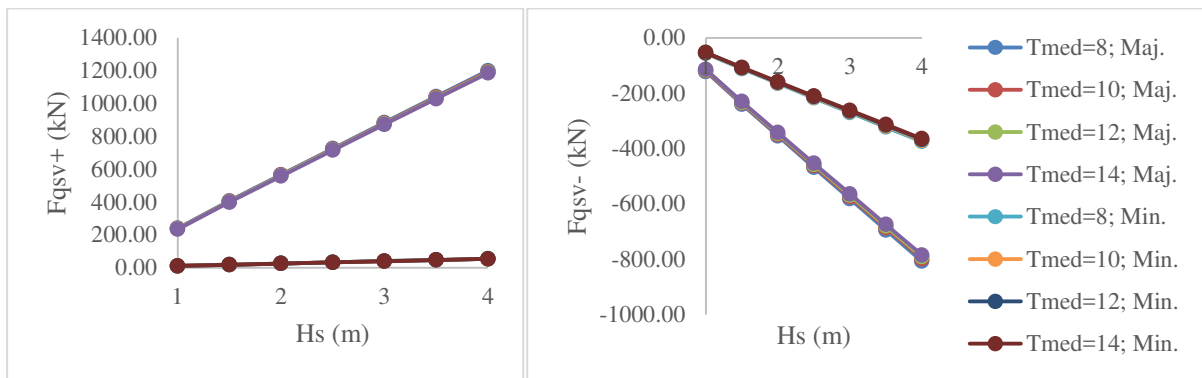 Fqsv+ (kN)
1400.00
1200.00
1000.00
800.00
600.00
400.00
200.00
0.00
1
2
3
4
Hs (m)
Fqsv- (kN)
0.00
-200.00
-400.00
-600.00
-800.00
-1000.00
1
2
3
4
Hs (m)
Tmed=8; Maj.
Tmed=10; Maj.
Tmed=12; Maj.
Tmed=14; Maj.
Tmed=8; Min.
Tmed=10; Min.
Tmed=12; Min.
Tmed=14; Min.